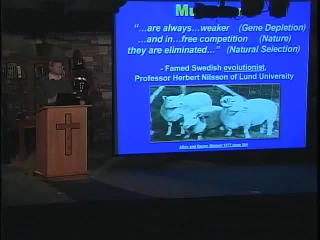 "...are always...weaker (Gene Depletion)
...and in...free competition (Nature)
they are eliminated..." (Natural Selection)
- Famed Swedish evolutionist,
Professor Herbert Nilsson of Lund University